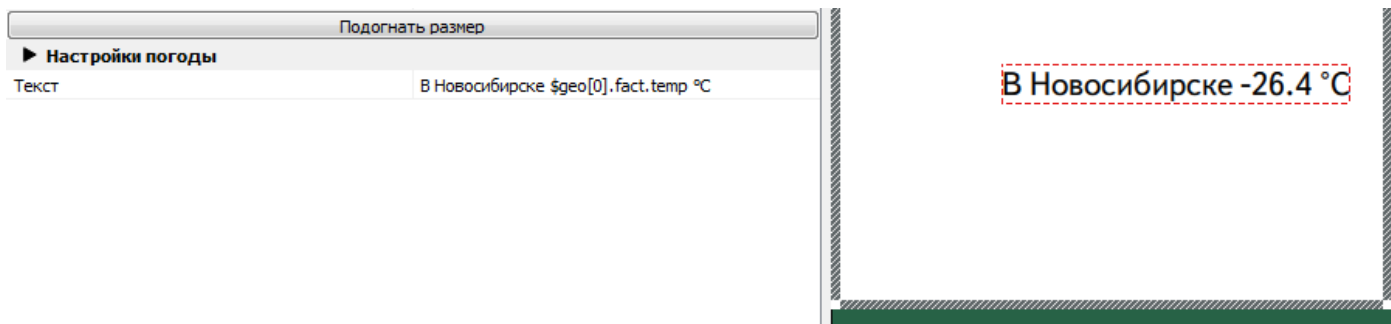 Подогнать размер
Настройки погоды
Текст В Новосибирске $geo[0].fact.temp °C
В Новосибирске -26.4 °C